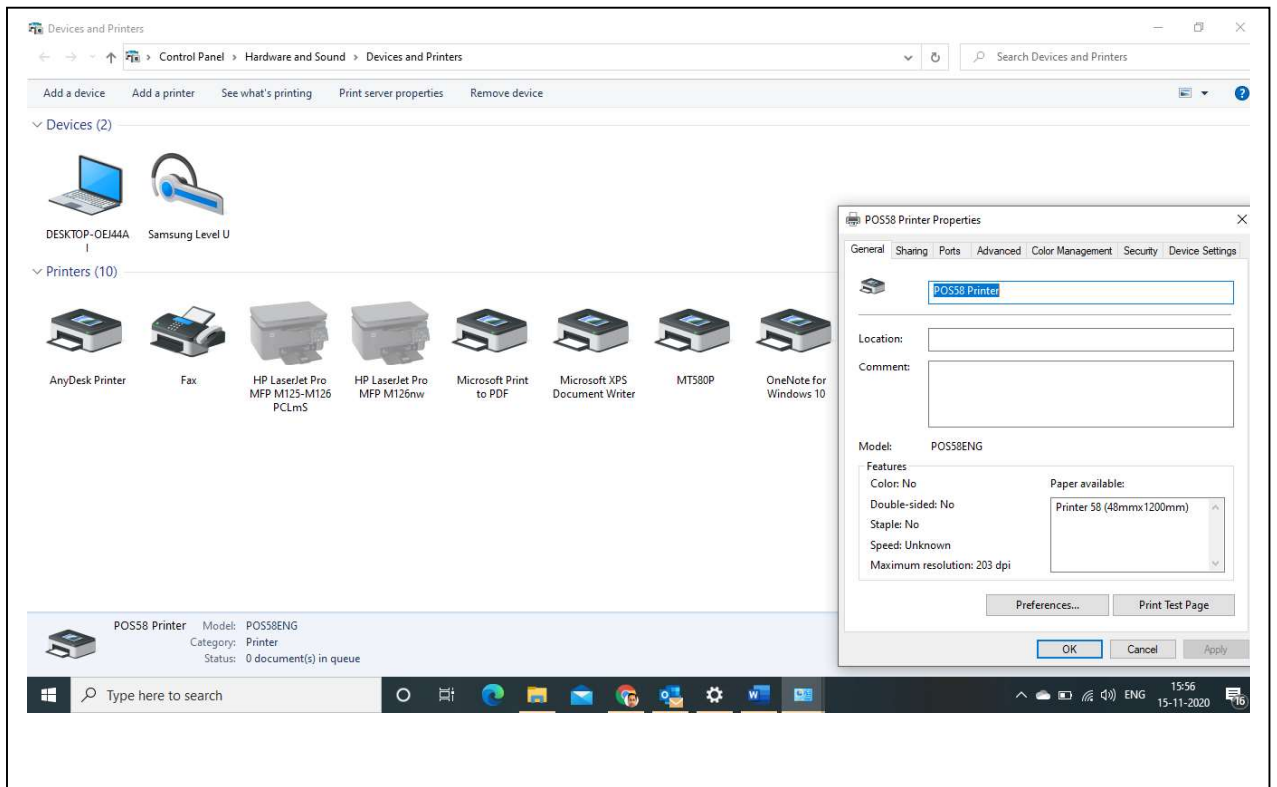 Devices and Printers
Control Panel > Hardware and Sound > Devices and Printers
Search Devices and Printers
Add a device Add a printer See what's printing Print server properties Remove device
Devices (2)
DESKTOP-OEJ44A
I
Samsung Level U
Printers (10)
AnyDesk Printer
Fax
HP LaserJet Pro
MFP M125-M126
PCLmS
HP LaserJet Pro
MFP M126nw
Microsoft Print
to PDF
Microsoft XPS
Document Writer
MT580P
OneNote for
Windows 10
POS58 Printer Properties
General Sharing Ports Advanced Color Management Security Device Settings
POS58 Printer
Location:
Comment:
Model: POS58ENG
Features
Color: No
Double-sided: No
Staple: No
Speed: Unknown
Maximum resolution: 203 dpi
Paper available:
Printer 58 (48mmx1200mm)
Preferences... Print Test Page
OK Cancel Apply
POS58 Printer Model: POS58ENG
Category: Printer
Status: 0 document(s) in queue
Type here to search
ENG
15:56
15-11-2020
16